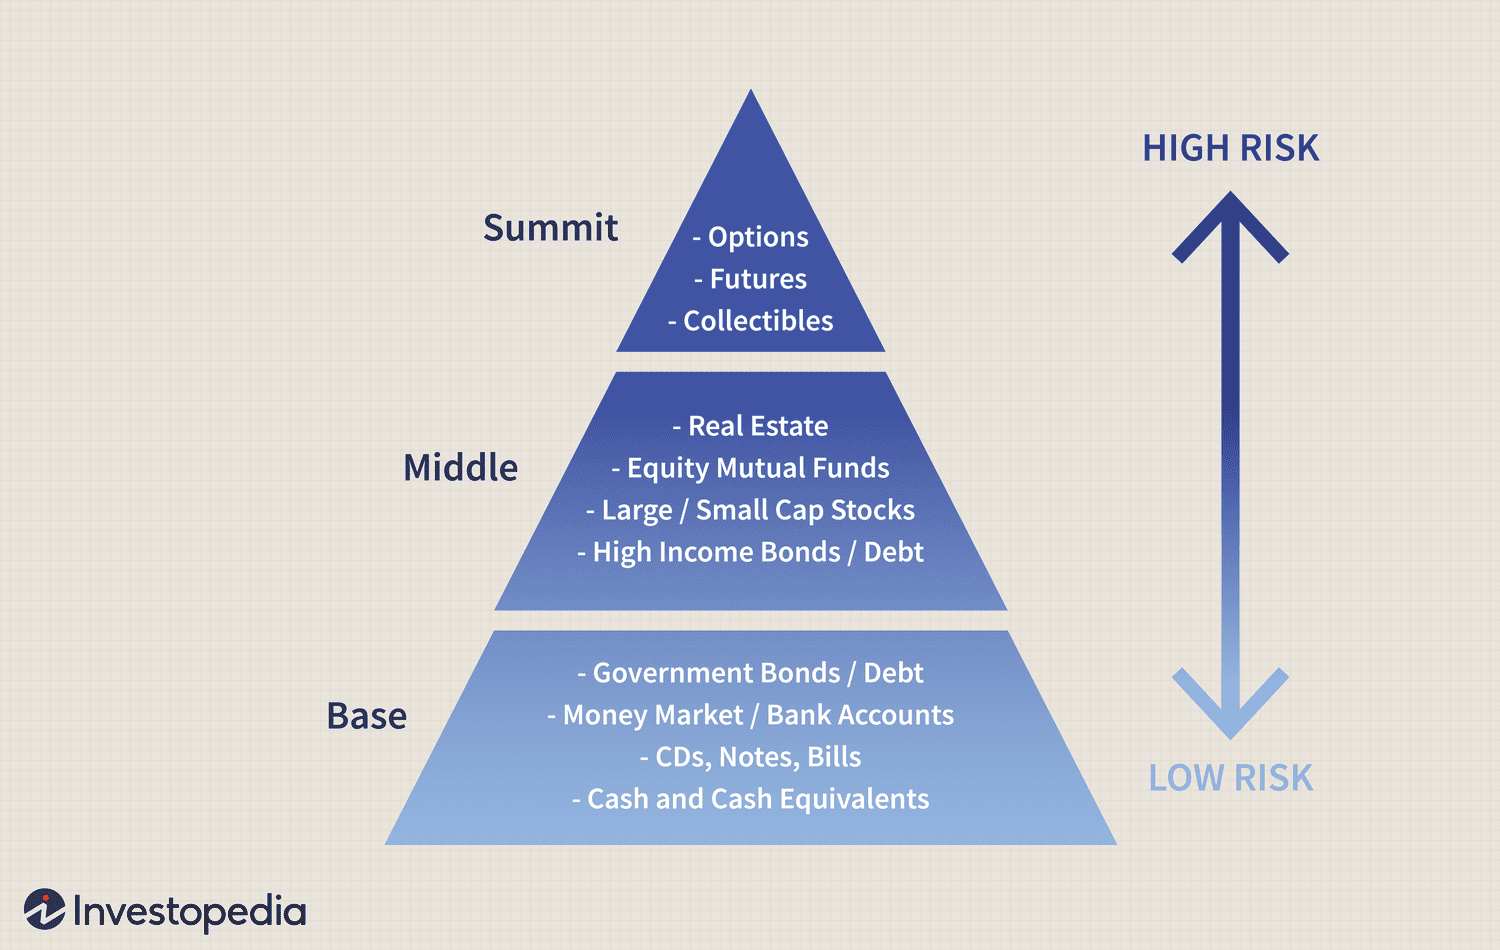 HIGH RISK
Summit
- Options
- Futures
- Collectibles
Middle
- Real Estate
- Equity Mutual Funds
- Large / Small Cap Stocks
- High Income Bonds / Debt
Base
- Government Bonds / Debt
- Money Market / Bank Accounts
- CDs, Notes, Bills
- Cash and Cash Equivalents
LOW RISK
Investopedia